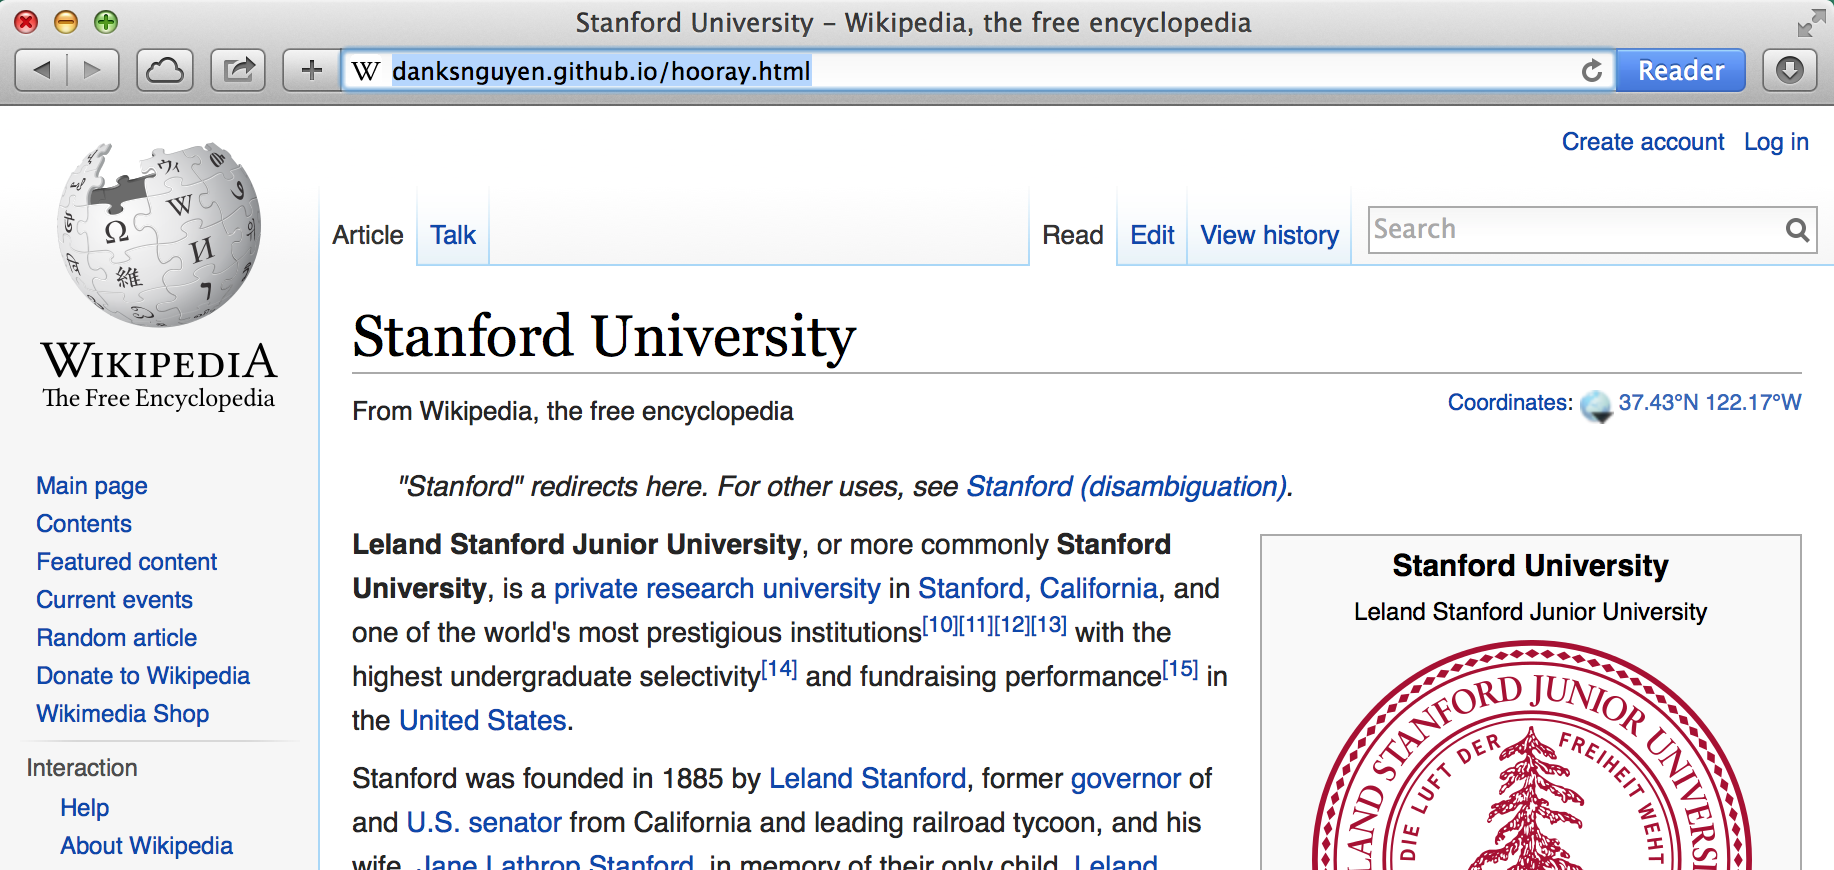 Stanford University – Wikipedia, the free encyclopedia
W danksnguyen.github.io/hooray.html
Reader
Create account Log in
Article Talk Read Edit View history Search
Ω W И 維 ウィ
WIKIPEDIA
The Free Encyclopedia
Main page
Contents
Featured content
Current events
Random article
Donate to Wikipedia
Wikimedia Shop
Interaction
Help
About Wikipedia
Stanford University
From Wikipedia, the free encyclopedia
Coordinates: 37.43°N 122.17°W
"Stanford" redirects here. For other uses, see Stanford (disambiguation).
Leland Stanford Junior University, or more commonly Stanford
University, is a private research university in Stanford, California, and
one of the world's most prestigious institutions[10][11][12][13] with the
highest undergraduate selectivity[14] and fundraising performance[15] in
the United States.
Stanford was founded in 1885 by Leland Stanford, former governor of
and U.S. senator from California and leading railroad tycoon, and his
wife, Jane Lathrop Stanford, in memory of their only child, Leland
Stanford University
Leland Stanford Junior University
LAND STANFORD JUNIOR UNIVERSI
DIE LUFT DER FREIHEIT WEHT